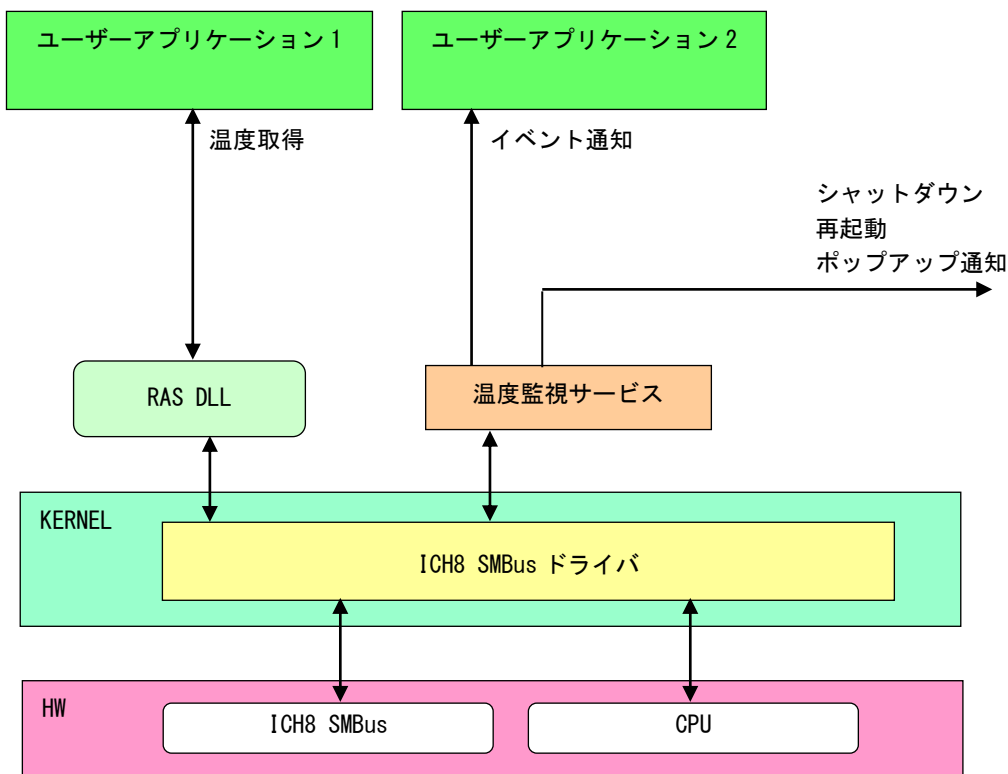 ユーザーアプリケーション1
ユーザーアプリケーション2
温度取得
イベント通知
シャットダウン
再起動
ポップアップ通知
RAS DLL
温度監視サービス
KERNEL
ICH8 SMBus ドライバ
HW
ICH8 SMBus
CPU